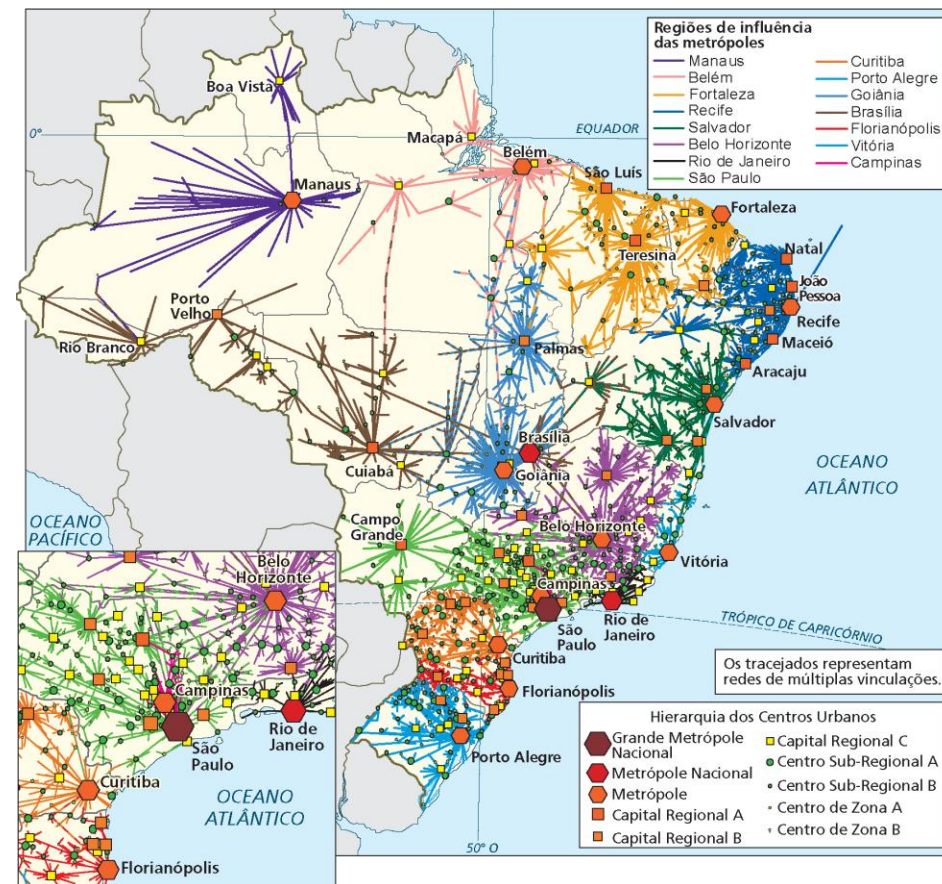 Regiões de influência
das metrópoles
Manaus
Belém
Fortaleza
Recife
Salvador
Belo Horizonte
Rio de Janeiro
São Paulo
Curitiba
Porto Alegre
Goiânia
Brasília
Florianópolis
Vitória
Campinas
Boa Vista
Macapá
0°
EQUADOR
Belém
Manaus
São Luís
Fortaleza
Teresina
Natal
João
Pessoa
Recife
Porto
Velho
Rio Branco
Palmas
Maceió
Aracaju
Salvador
Brasília
Cuiabá
Goiânia
OCEANO
ATLÂNTICO
OCEANO
PACÍFICO
Campo
Grande
Belo Horizonte
Vitória
Campinas
São
Paulo
Rio de
Janeiro
TRÓPICO DE CAPRICÓRNIO
Curitiba
Florianópolis
Porto Alegre
50° O
Belo
Horizonte
Campinas
São
Paulo
Rio de
Janeiro
Curitiba
OCEANO
ATLÂNTICO
Florianópolis
Os tracejados representam
redes de múltiplas vinculações.
Hierarquia dos Centros Urbanos
Grande Metrópole
Nacional
Metrópole Nacional
Metrópole
Capital Regional A
Capital Regional B
Capital Regional C
Centro Sub-Regional A
Centro Sub-Regional B
Centro de Zona A
Centro de Zona B